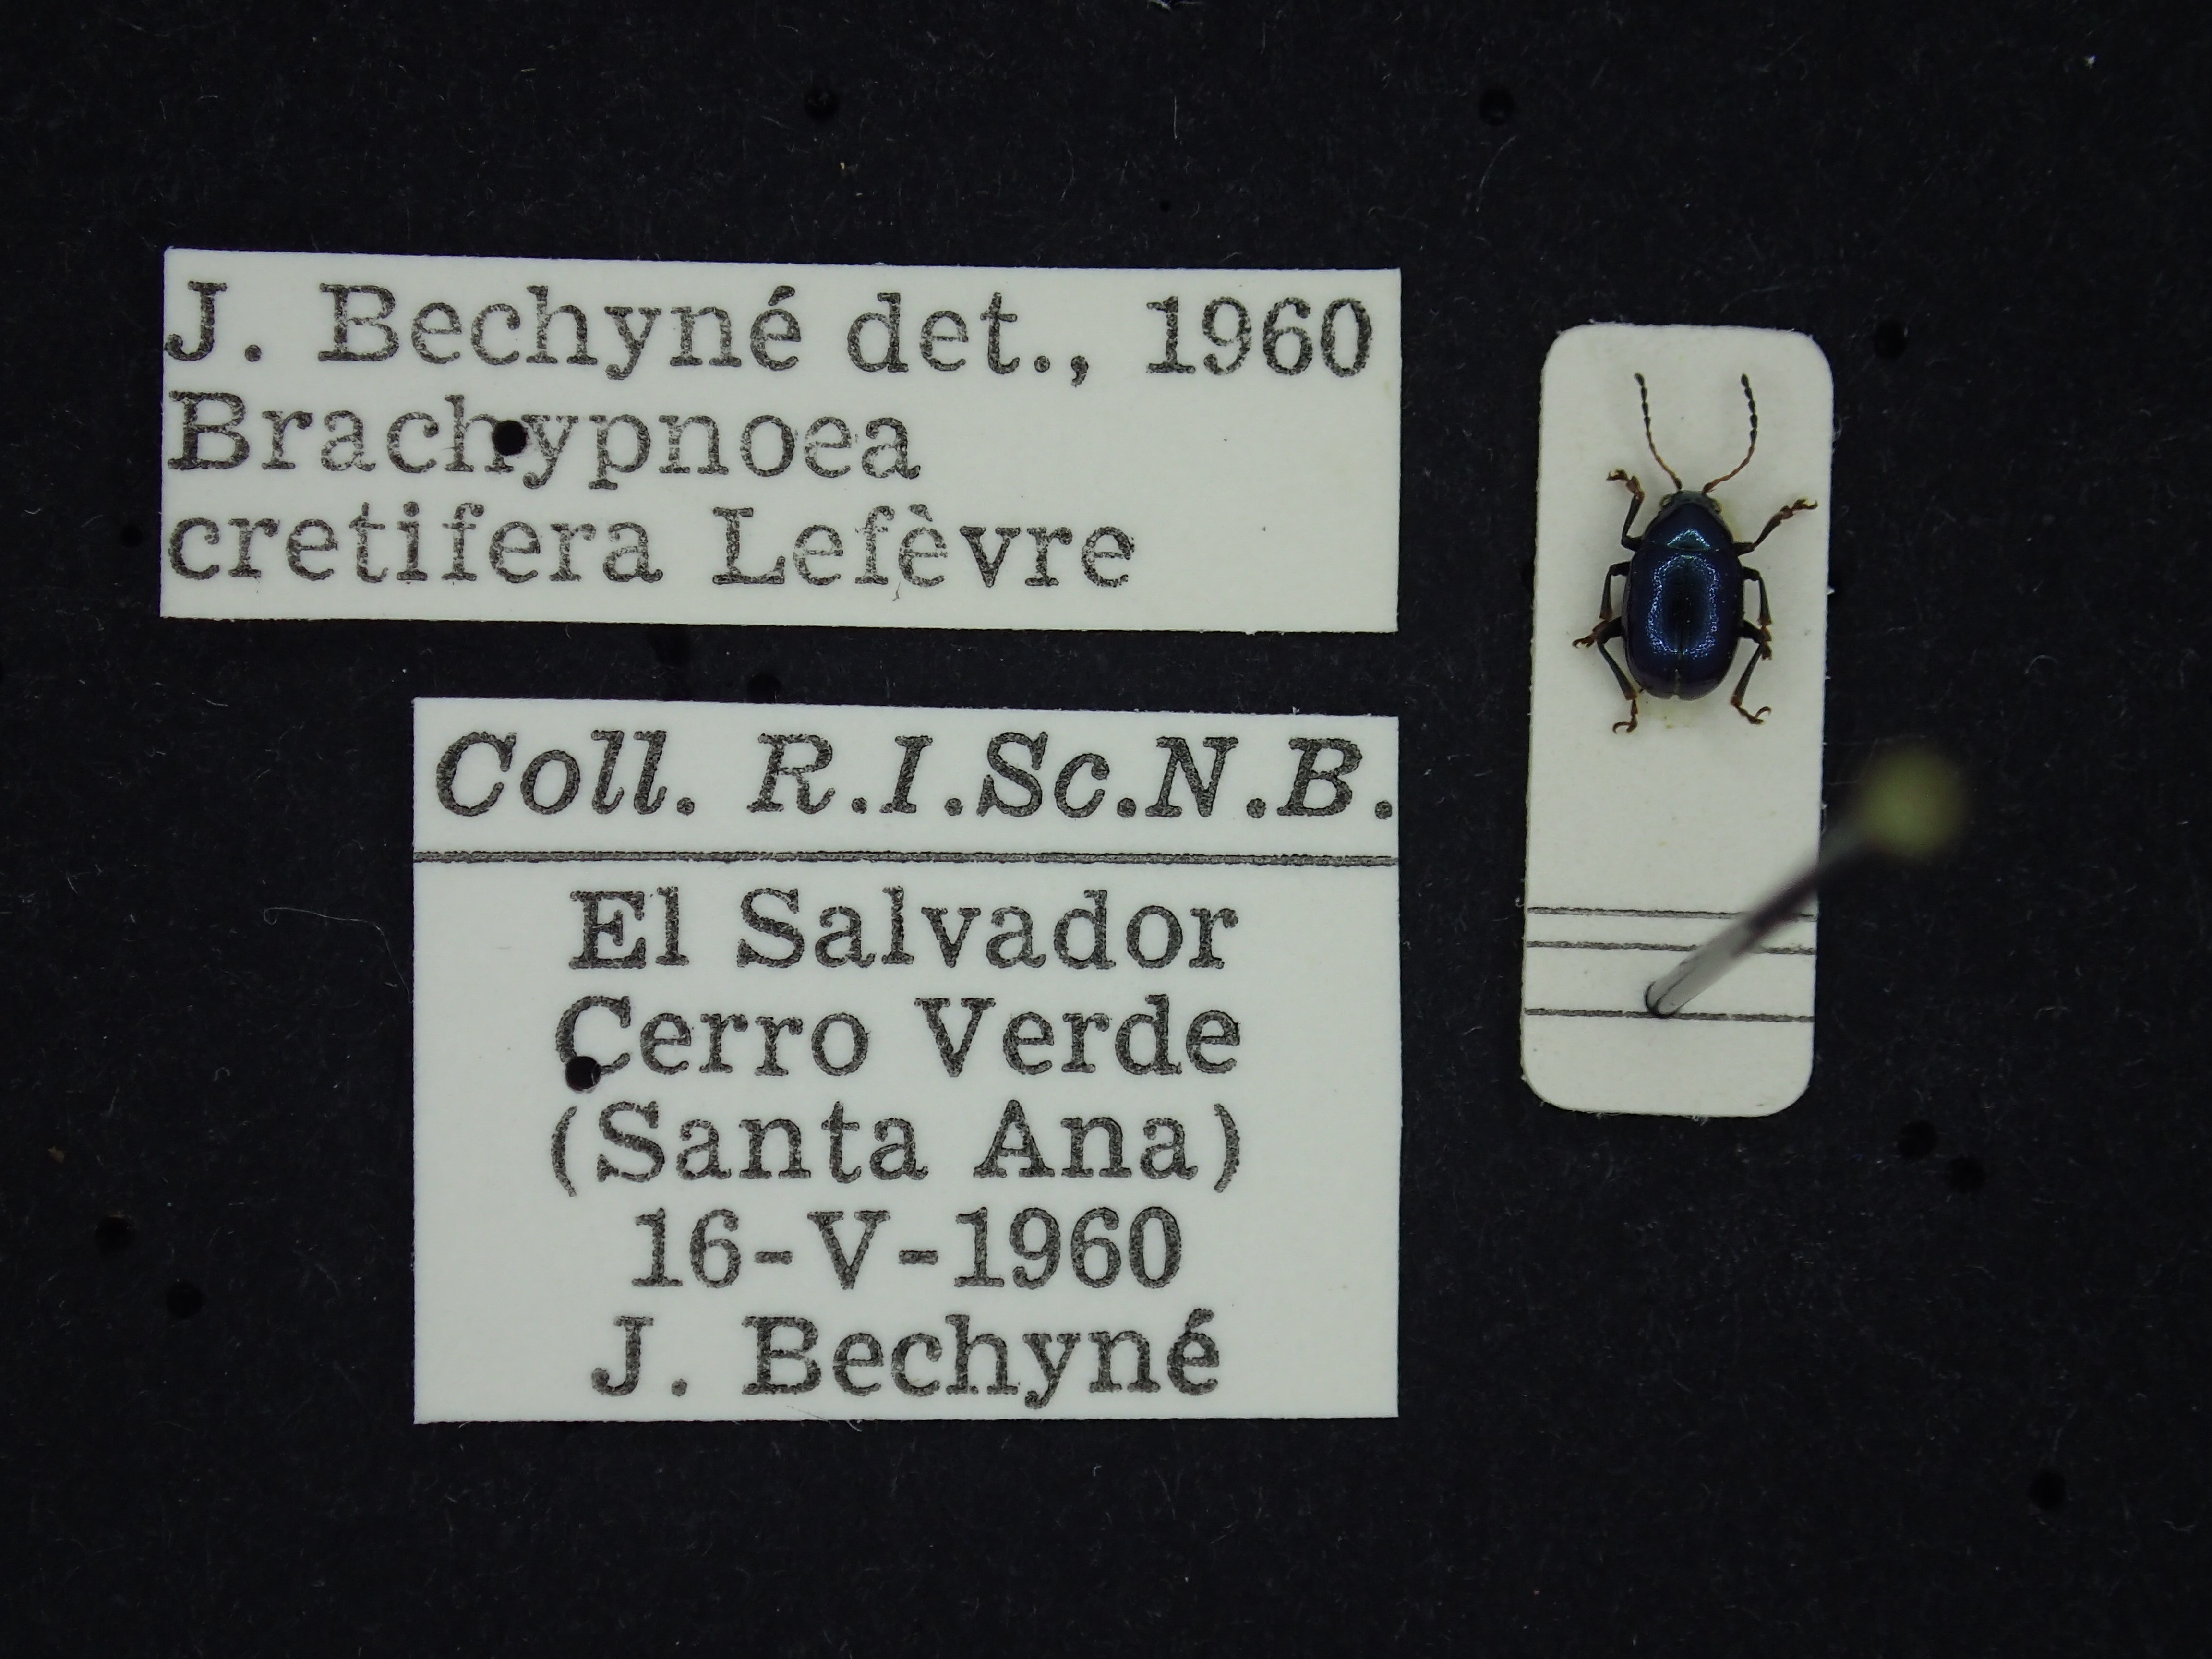 J. Bechyné det., 1960
Brachypnoea
cretifera Lefèvre
Coll. R.I.Sc.N.B.
El Salvador
Cerro Verde
(Santa Ana)
16-V-1960
J. Bechyné